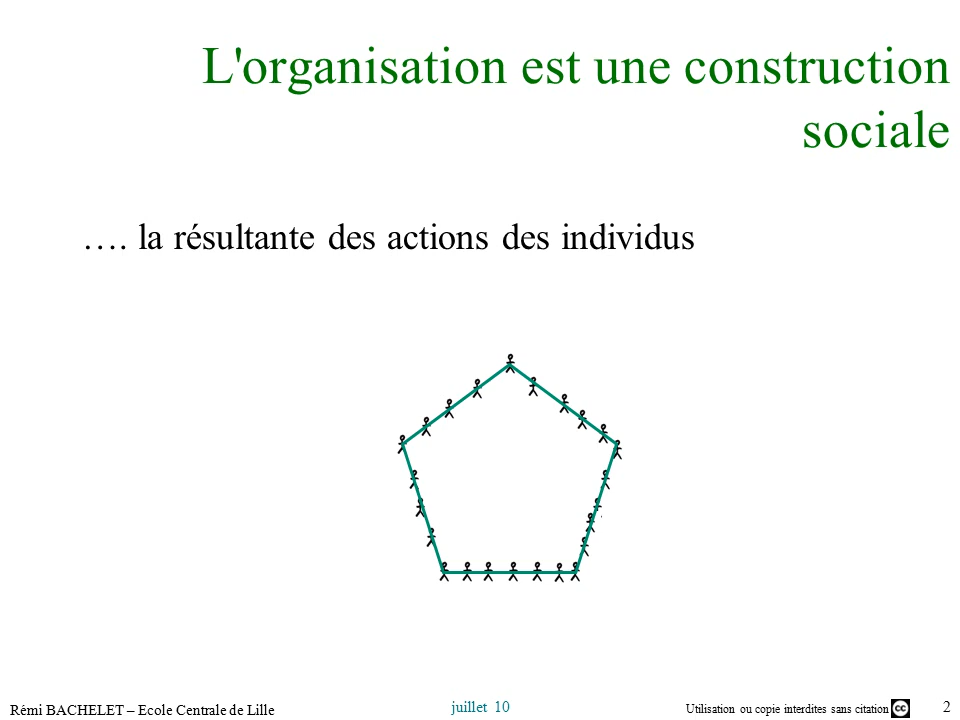 L'organisation est une construction
sociale
…. la résultante des actions des individus
Rémi BACHELET – Ecole Centrale de Lille
juillet 10
Utilisation ou copie interdites sans citation
cc
2